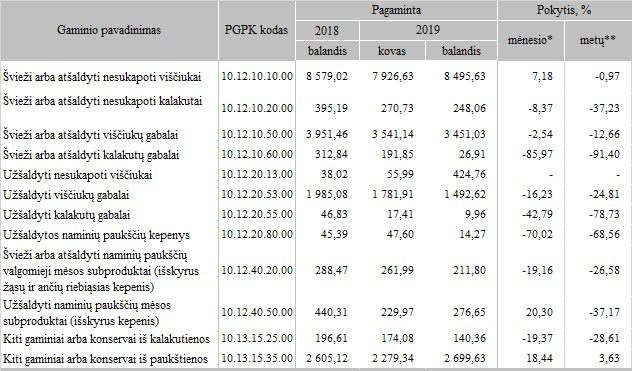 Gaminio pavadinimas PGPK kodas Pagaminta Pokytis, %
2018 2019 mėnesio* metų**
balandis kovas balandis
Švieži arba atšaldyti nesukapoti viščiukai 10.12.10.10.00 8 579,02 7 926,63 8 495,63 7,18 -0,97
Švieži arba atšaldyti nesukapoti kalakutai 10.12.10.20.00 395,19 270,73 248,06 -8,37 -37,23
Švieži arba atšaldyti viščiukų gabalai 10.12.10.50.00 3 951,46 3 541,14 3 451,03 -2,54 -12,66
Švieži arba atšaldyti kalakutų gabalai 10.12.10.60.00 312,84 191,85 26,91 -85,97 -91,40
Užšaldyti nesukapoti viščiukai 10.12.20.13.00 38,02 55,99 424,76 - -
Užšaldyti viščiukų gabalai 10.12.20.53.00 1 985,08 1 781,91 1 492,62 -16,23 -24,81
Užšaldyti kalakutų gabalai 10.12.20.55.00 46,83 17,41 9,96 -42,79 -78,73
Užšaldytos naminių paukščių kepenys 10.12.20.80.00 45,39 47,60 14,27 -70,02 -68,56
Švieži arba atšaldyti naminių paukščių
valgomieji mėsos subproduktai (išskyrus 10.12.40.20.00 288,47 261,99 211,80 -19,16 -26,58
žąsų ir ančių riebiąsias kepenis)
Užšaldyti naminių paukščių mėsos
subproduktai (išskyrus kepenis) 10.12.40.50.00 440,31 229,97 276,65 20,30 -37,17
Kiti gaminiai arba konservai iš kalakutienos 10.13.15.25.00 196,61 174,08 140,36 -19,37 -28,61
Kiti gaminiai arba konservai iš paukštienos 10.13.15.35.00 2 605,12 2 279,34 2 699,63 18,44 3,63